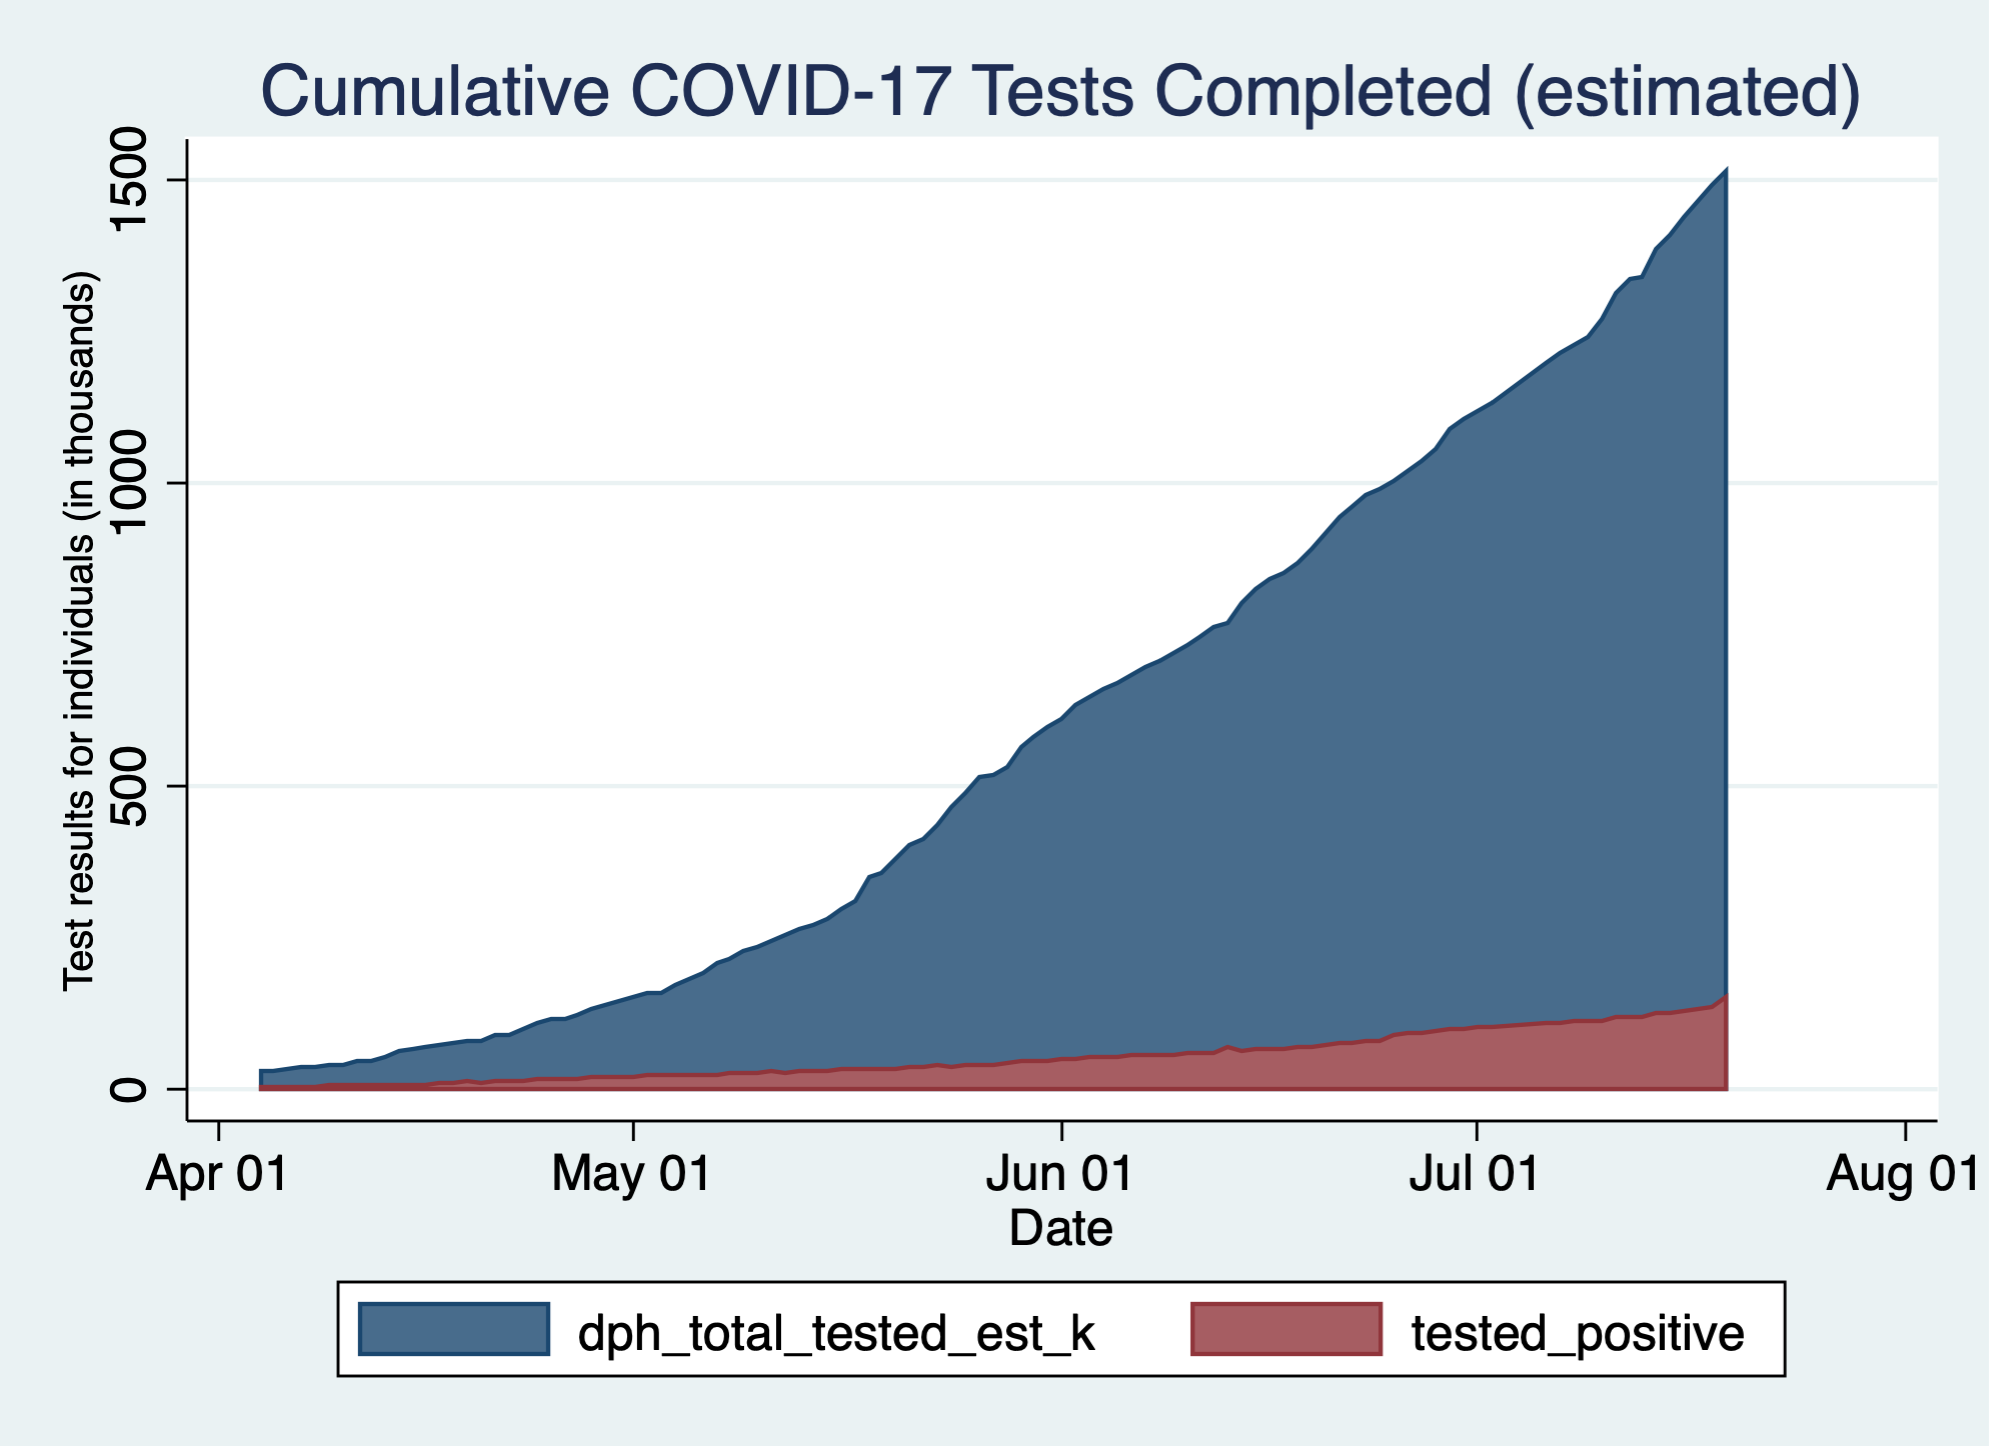 Cumulative COVID-17 Tests Completed (estimated)
Test results for individuals (in thousands)
1500
1000
500
0
Apr 01
May 01
Jun 01
Jul 01
Aug 01
Date
dph_total_tested_est_k
tested_positive